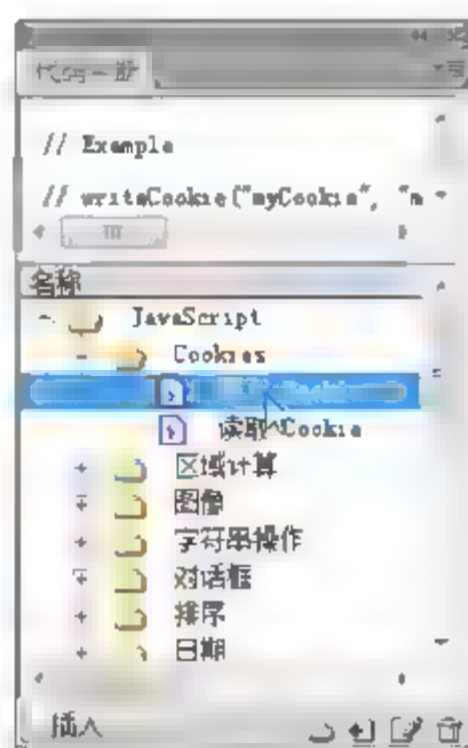 // Example
// writeCookie("myCookie", "m
名称
JavaScript
Cookies
读取 Cookie
区域计算
图像
字符串操作
对话框
排序
日期
插入